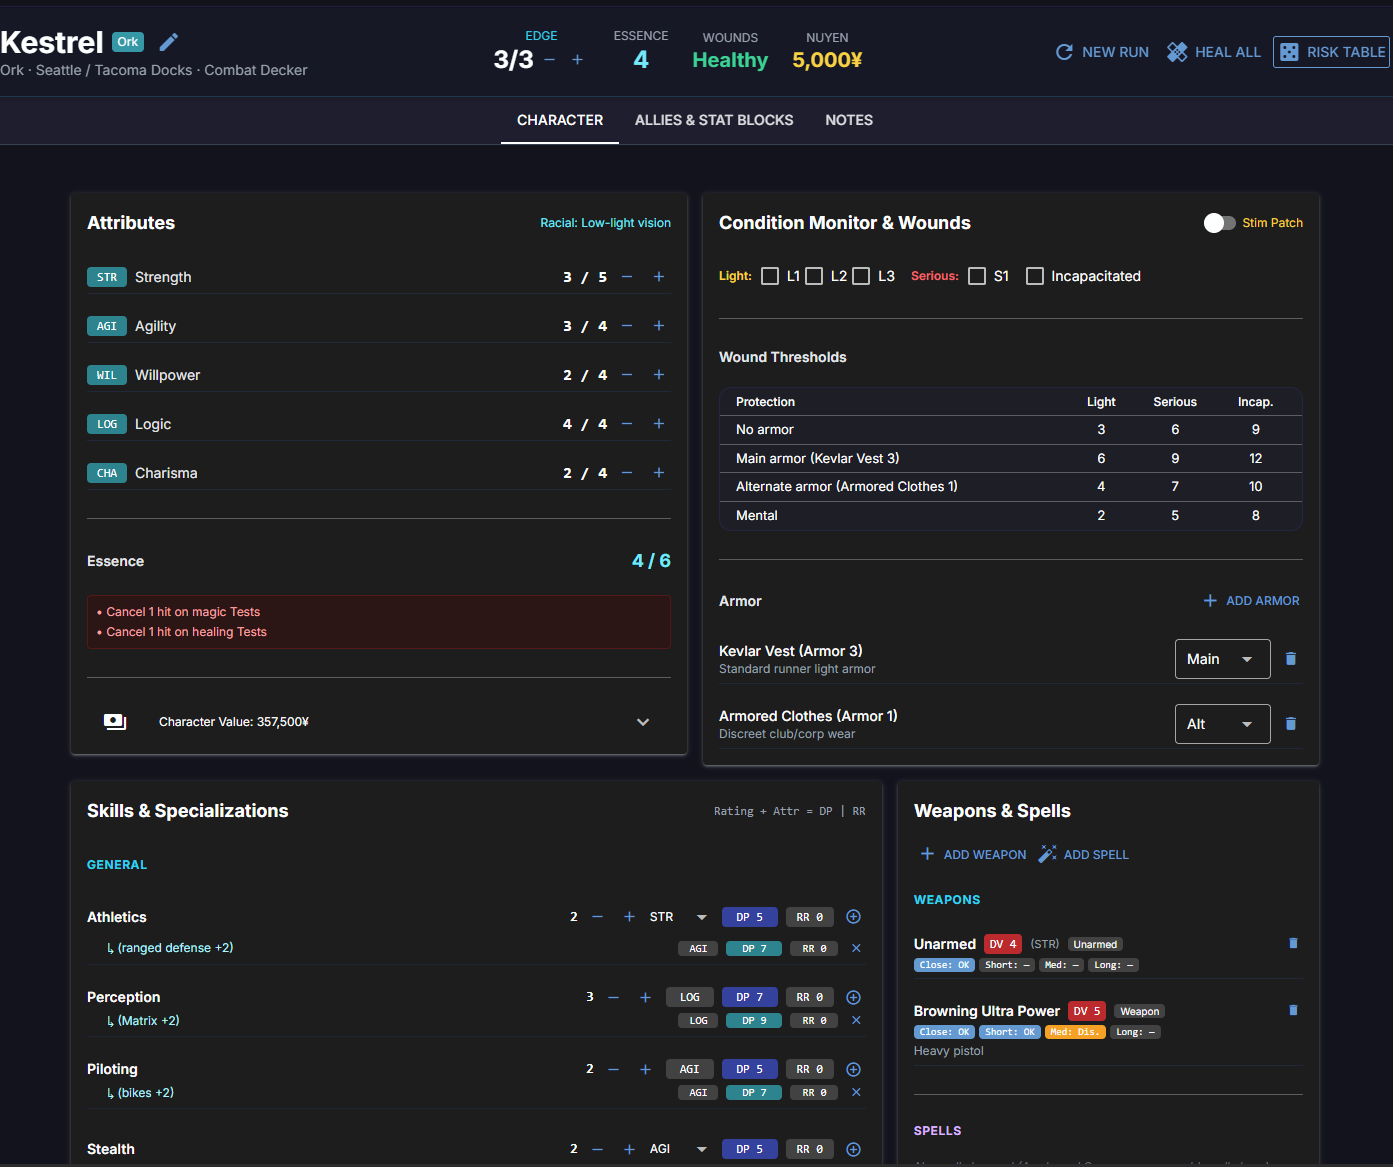 Kestrel Ork
Ork · Seattle / Tacoma Docks · Combat Decker
EDGE
3/3 − +
ESSENCE
4
WOUNDS
Healthy
NUYEN
5,000¥
NEW RUN
HEAL ALL
RISK TABLE
CHARACTER
ALLIES & STAT BLOCKS
NOTES
Attributes
Racial: Low-light vision
STR Strength 3 / 5 − +
AGI Agility 3 / 4 − +
WIL Willpower 2 / 4 − +
LOG Logic 4 / 4 − +
CHA Charisma 2 / 4 − +
Essence 4 / 6
• Cancel 1 hit on magic Tests
• Cancel 1 hit on healing Tests
Character Value: 357,500¥
Condition Monitor & Wounds
Stim Patch
Light: L1 L2 L3 Serious: S1 Incapacitated
Wound Thresholds
Protection Light Serious Incap.
No armor 3 6 9
Main armor (Kevlar Vest 3) 6 9 12
Alternate armor (Armored Clothes 1) 4 7 10
Mental 2 5 8
Armor
+ ADD ARMOR
Kevlar Vest (Armor 3)
Standard runner light armor
Main
Armored Clothes (Armor 1)
Discreet club/corp wear
Alt
Skills & Specializations
Rating + Attr = DP | RR
GENERAL
Athletics 2 − + STR DP 5 RR 0
↳ (ranged defense +2) AGI DP 7 RR 0 ×
Perception 3 − + LOG DP 7 RR 0
↳ (Matrix +2) LOG DP 9 RR 0 ×
Piloting 2 − + AGI DP 5 RR 0
↳ (bikes +2) AGI DP 7 RR 0 ×
Stealth 2 − + AGI DP 5 RR 0
Weapons & Spells
+ ADD WEAPON
ADD SPELL
WEAPONS
Unarmed DV 4 (STR) Unarmed
Close: OK Short: — Med: — Long: —
Browning Ultra Power DV 5 Weapon
Close: OK Short: OK Med: Dis. Long: —
Heavy pistol
SPELLS